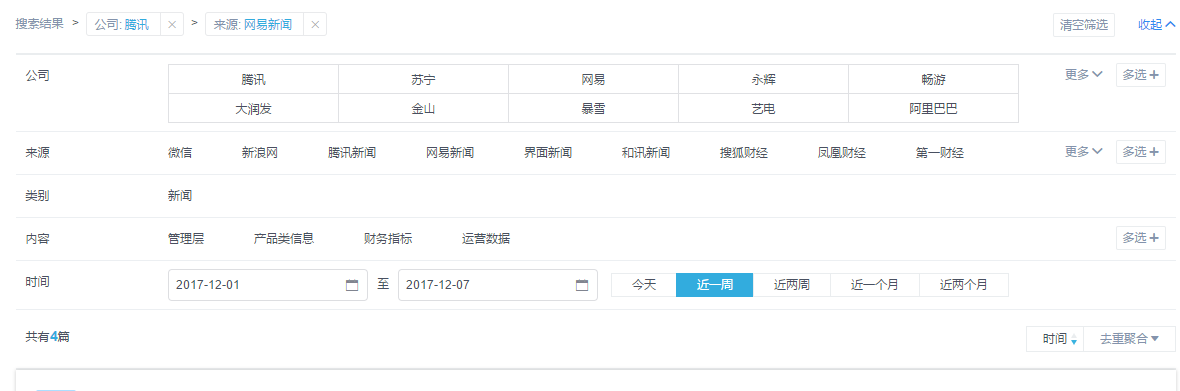 搜索结果 > 公司: 腾讯 × > 来源: 网易新闻 × 清空筛选 收起
公司 腾讯 苏宁 网易 永辉 畅游 更多 多选 +
大润发 金山 暴雪 艺电 阿里巴巴
来源 微信 新浪网 腾讯新闻 网易新闻 界面新闻 和讯新闻 搜狐财经 凤凰财经 第一财经 更多 多选 +
类别 新闻
内容 管理层 产品类信息 财务指标 运营数据 多选 +
时间 2017-12-01 至 2017-12-07 今天 近一周 近两周 近一个月 近两个月
共有4篇 时间 去重聚合